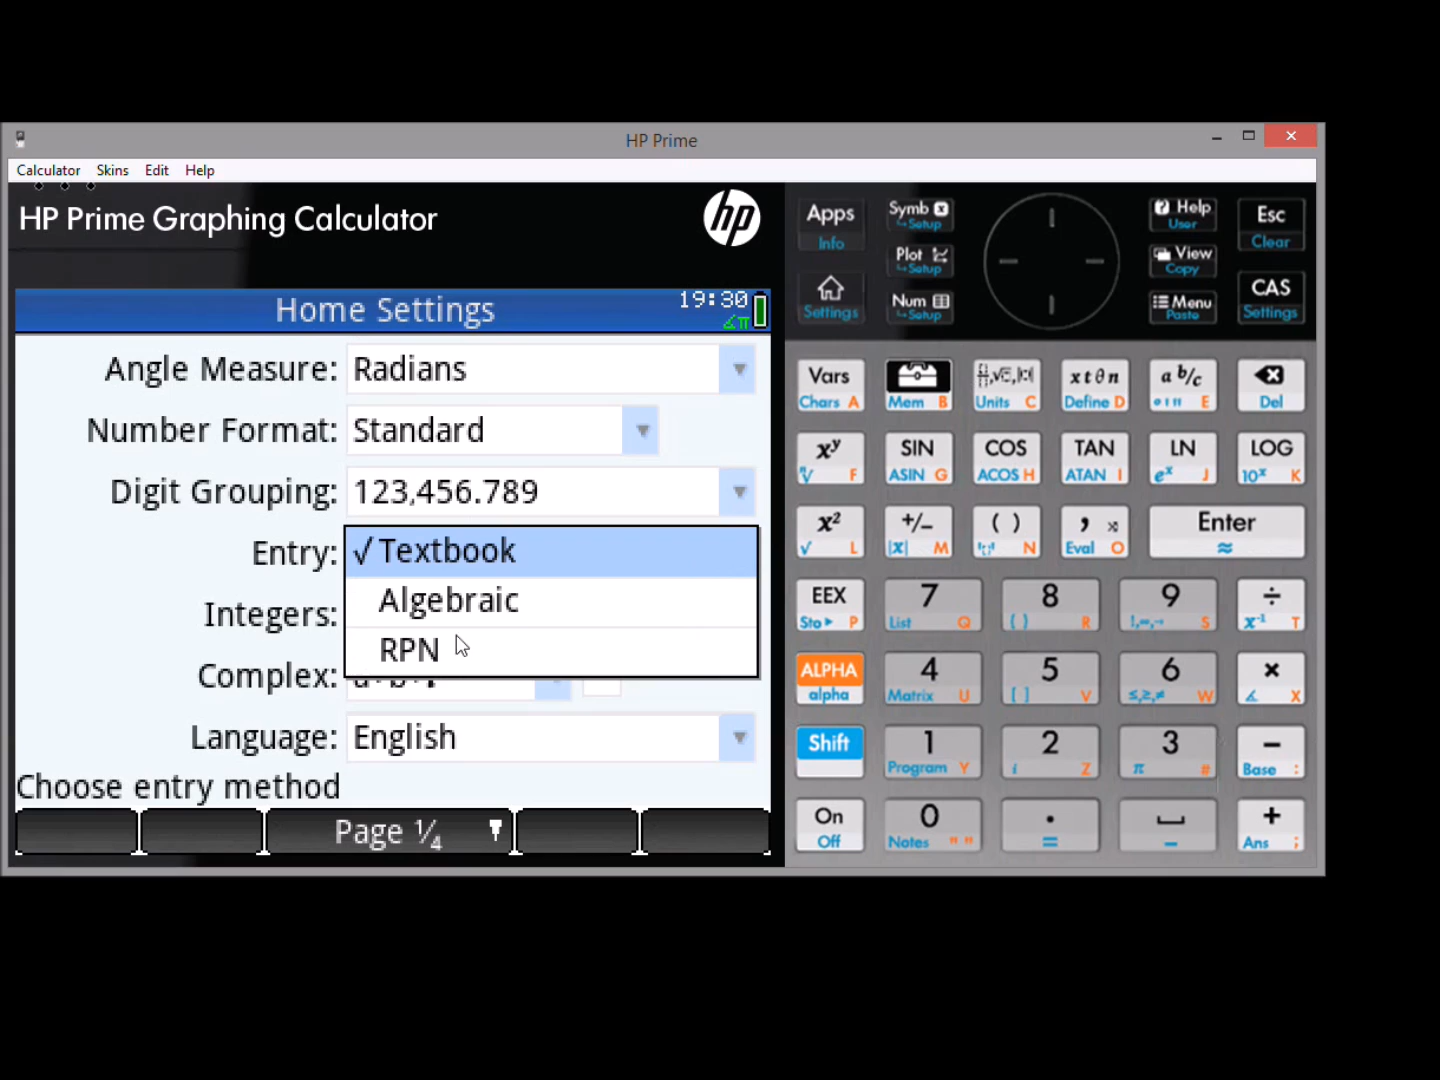 HP Prime
Calculator Skins Edit Help
HP Prime Graphing Calculator
hp
Home Settings
19:30
∡π
Angle Measure: Radians
Number Format: Standard
Digit Grouping: 123,456.789
Entry: √Textbook
Algebraic
RPN
Integers:
Complex:
Language: English
Choose entry method
Page ¼
Apps
Info
Symb
Setup
Plot
Setup
Num
Setup
Settings
Help
User
View
Copy
Menu
Paste
Esc
Clear
CAS
Settings
Vars
Chars A
Mem B
Units C
x t θ n
Define D
a b/c
E
Del
xʸ
F
SIN
ASIN G
COS
ACOS H
TAN
ATAN I
LN
eˣ J
LOG
10ˣ K
x²
√ L
+/−
|x| M
( )
N
,
Eval O
Enter
≈
EEX
Sto ▸ P
7
List Q
8
{ } R
9
!,∞,→ S
÷
x⁻¹ T
ALPHA
alpha
4
Matrix U
5
[ ] V
6
≤,≥,≠ W
×
∡ X
Shift
1
Program Y
2
i Z
3
π #
−
Base :
On
Off
0
Notes " "
.
=
_
+
Ans ;